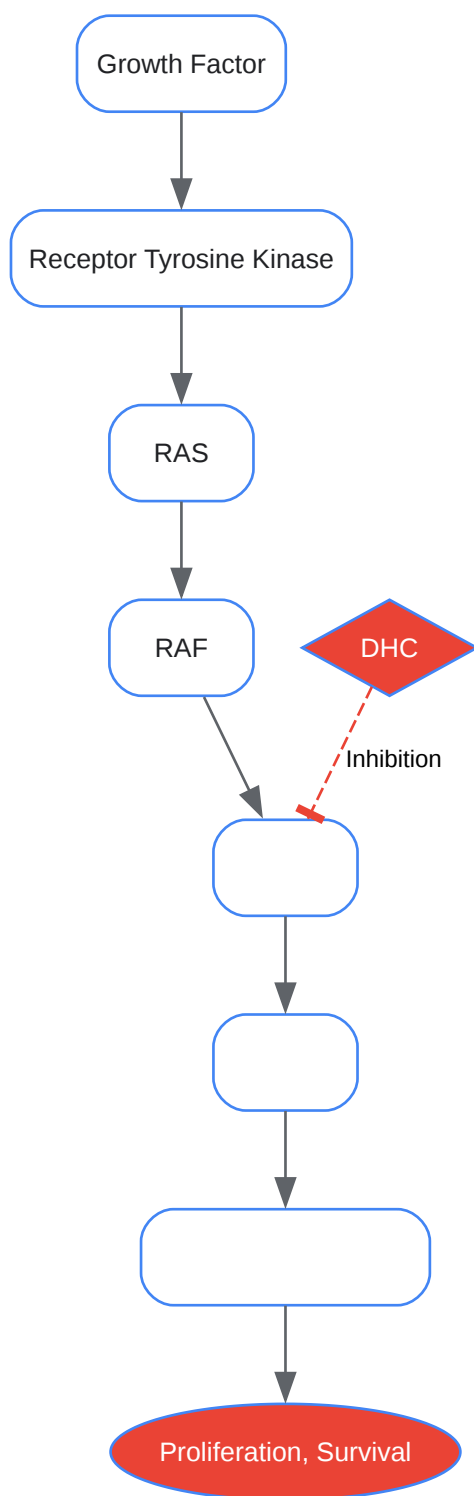 Growth Factor
Receptor Tyrosine Kinase
RAS
RAF
DHC
Inhibition
Proliferation, Survival